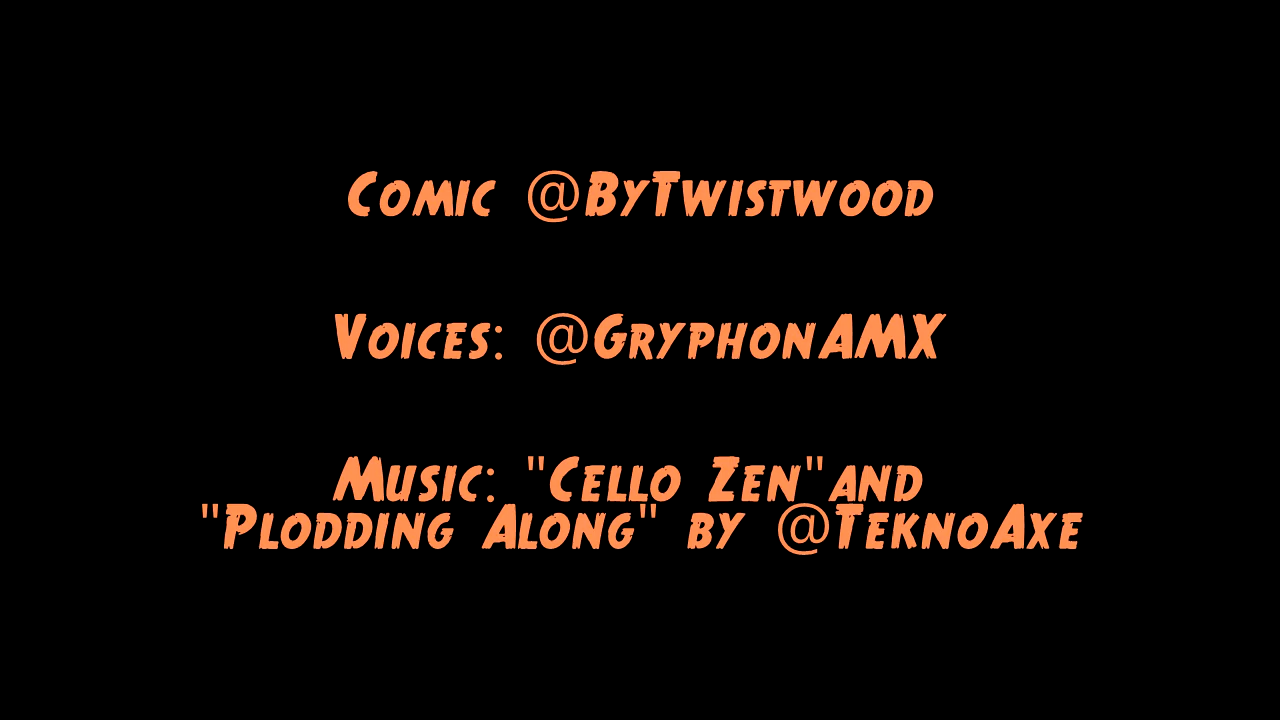 Comic @ByTwistwood
Voices: @GryphonAMX
Music: "Cello Zen"and
"Plodding Along" by @TeknoAxe